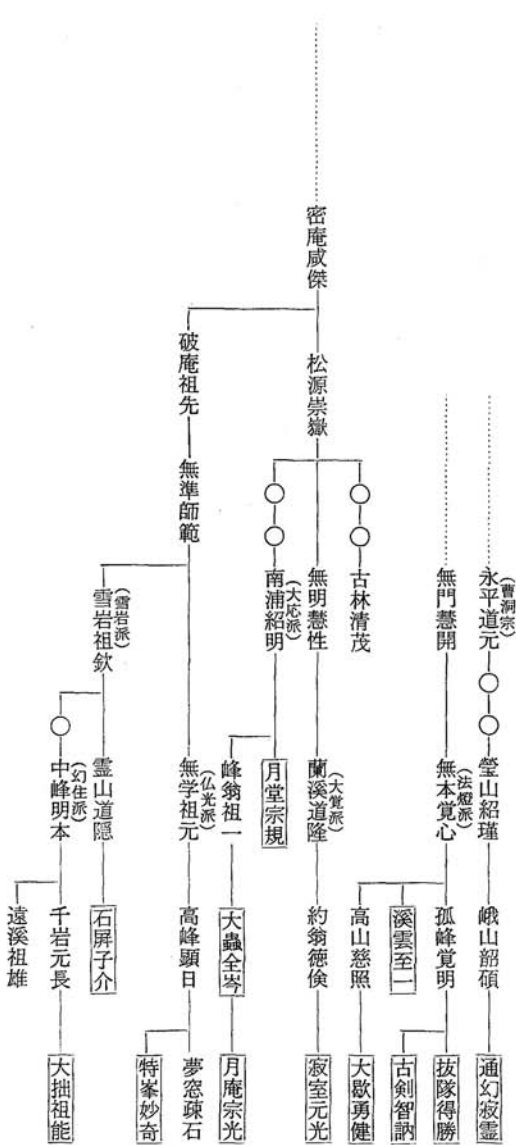 永平道元
(曹洞宗)
瑩山紹瑾
峨山韶碩
通幻寂霊
無門慧開
無本覚心
(法燈派)
孤峰覚明
抜隊得勝
古剣智訥
溪雲至一
高山慈照
大歇勇健
密庵咸傑
松源崇嶽
古林清茂
無明慧性
蘭溪道隆
(大覚派)
約翁徳倹
寂室元光
南浦紹明
(大応派)
月堂宗規
峰翁祖一
大蟲全岑
月庵宗光
破庵祖先
無準師範
無学祖元
(仏光派)
高峰顕日
夢窓疎石
特峯妙奇
雪岩祖欽
(雪岩派)
霊山道隠
石屏子介
中峰明本
(幻住派)
千岩元長
大拙祖能
遠溪祖雄